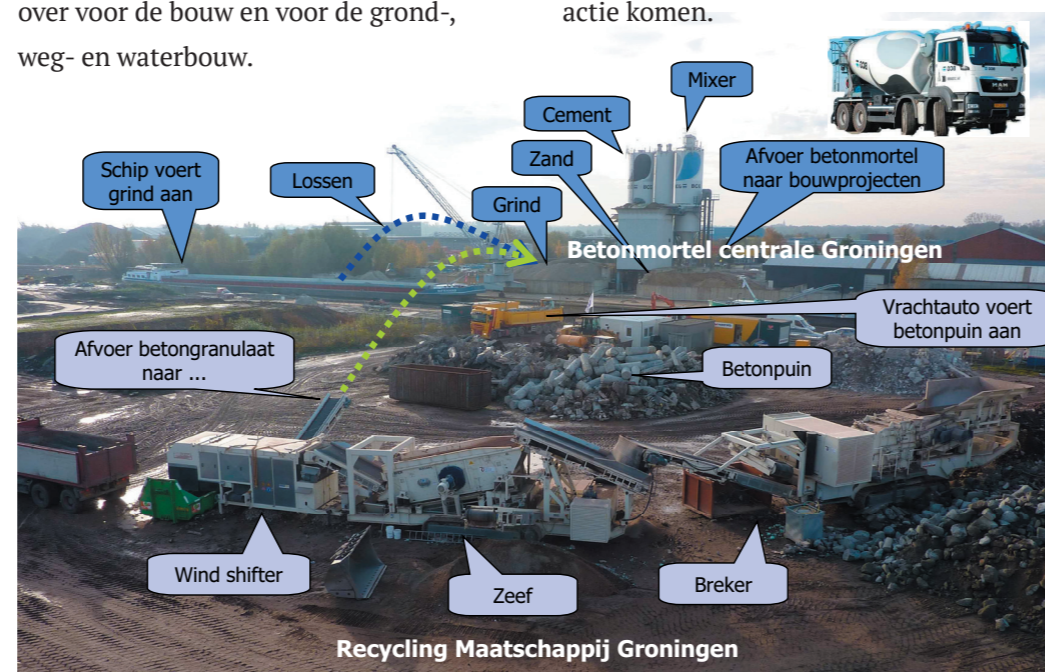 over voor de bouw en voor de grond-,
weg- en waterbouw.
actie komen.
Mixer
Cement
Zand
Afvoer betonmortel
naar bouwprojecten
Schip voert
grind aan
Lossen
Grind
Betonmortel centrale Groningen
Vrachtauto voert
betonpuin aan
Afvoer betongranulaat
naar ...
Betonpuin
Wind shifter
Zeef
Breker
Recycling Maatschappij Groningen